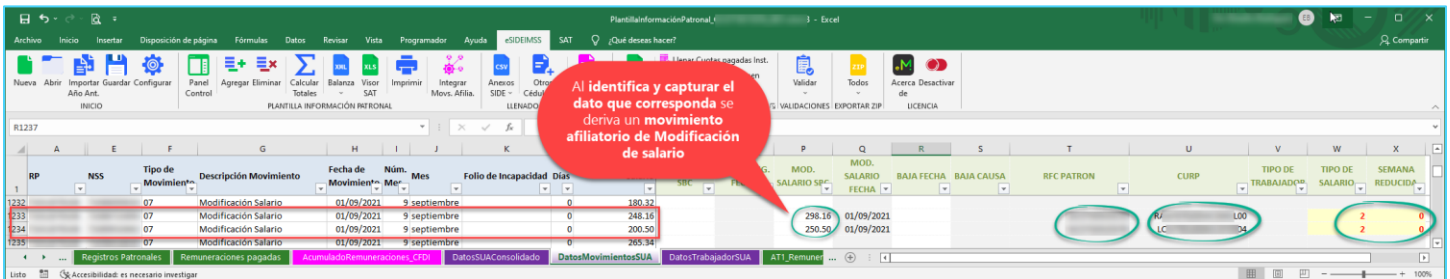 PlantillaInformaciónPatronal_ - Excel
Archivo Inicio Insertar Disposición de página Fórmulas Datos Revisar Vista Programador Ayuda eSIDEIMSS SAT ¿Qué deseas hacer? Compartir
Nueva Abrir Importar Año Ant. Guardar Configurar Panel Control Agregar Eliminar Calcular Totales Balanza Visor SAT Imprimir Integrar Movs. Afilia. Anexos SIDE Validar Todos Acerca de Desactivar
Llenar Cuotas pagadas Inst.
INICIO PLANTILLA INFORMACIÓN PATRONAL VALIDACIONES EXPORTAR ZIP LICENCIA
Al identifica y capturar el
dato que corresponda se
deriva un movimiento
afiliatorio de Modificación
de salario
R1237
A E F G H I J K P Q R S T U V W X
1 RP NSS Tipo de Movimiento Descripción Movimiento Fecha de Movimiento Núm. Mes Mes Folio de Incapacidad Días SBC MOD. SALARIO SBC MOD. SALARIO FECHA BAJA FECHA BAJA CAUSA RFC PATRON CURP TIPO DE TRABAJADOR TIPO DE SALARIO SEMANA REDUCIDA
1232 07 Modificación Salario 01/09/2021 9 septiembre 0 180.32
1233 07 Modificación Salario 01/09/2021 9 septiembre 0 248.16 298.16 01/09/2021 L00 2 0
1234 07 Modificación Salario 01/09/2021 9 septiembre 0 200.50 250.50 01/09/2021 04 2 0
1235 07 Modificación Salario 01/09/2021 9 septiembre 0 265.34
... Registros Patronales Remuneraciones pagadas AcumuladoRemuneraciones_CFDI DatosSUAConsolidado DatosMovimientosSUA DatosTrabajadorSUA AT1_Remuner ...
Listo Accesibilidad: es necesario investigar 100%